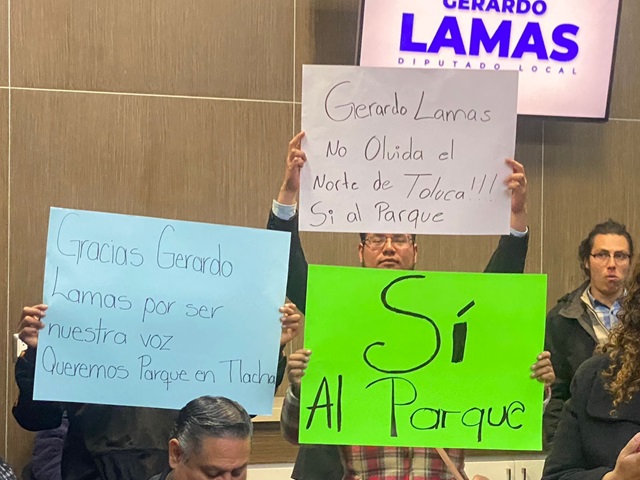 GERARDO
LAMAS
DIPUTADO LOCAL
Gerardo Lamas
No Olvida el
Norte de Toluca!!!
Si al Parque
Gracias Gerardo
Lamas por ser
nuestra voz
Queremos Parque en Tlacha
Sí
Al Parque